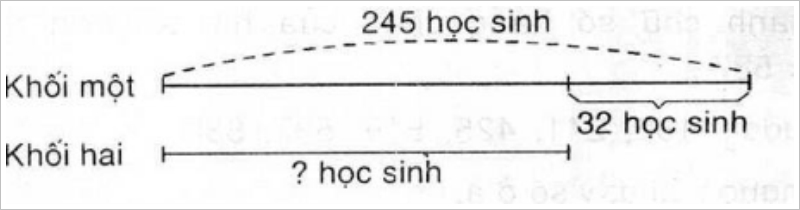 245 học sinh
Khối một
32 học sinh
Khối hai
? học sinh